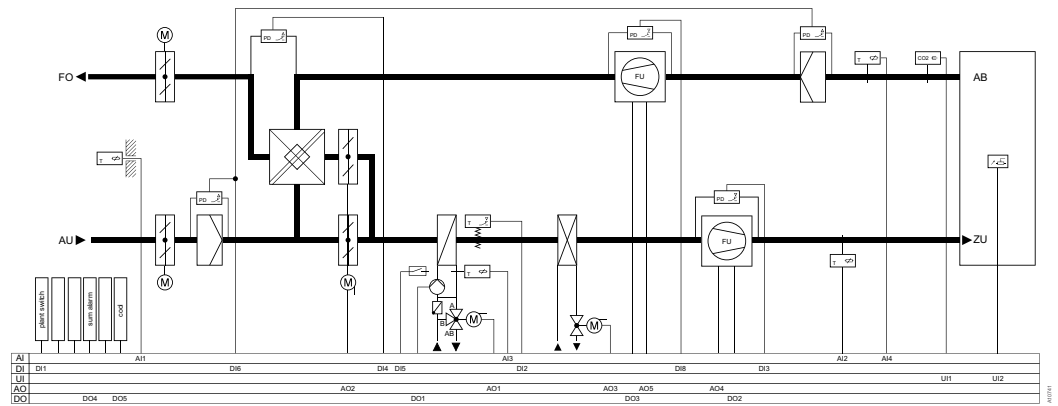 M
PD
PD
PD
FU
T
CO2
FO
AB
T
PD
PD
AU
FU
ZU
T
M
M
T
T
plant switch
sum alarm
cod
A
B
M
M
AB
AI AI1 AI3 AI2 AI4
DI DI1 DI6 DI4 DI5 DI2 DI8 DI3
UI UI1 UI2
AO AO2 AO1 AO3 AO5 AO4
DO DO4 DO5 DO1 DO3 DO2